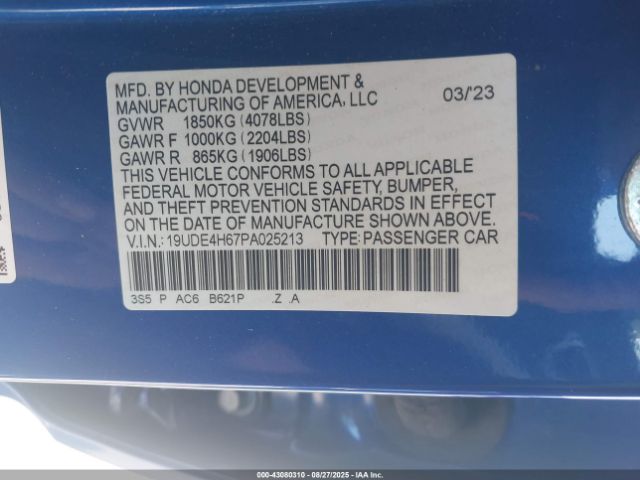 MFD. BY HONDA DEVELOPMENT &
MANUFACTURING OF AMERICA, LLC 03/'23
GVWR 1850KG (4078LBS)
GAWR F 1000KG (2204LBS)
GAWR R 865KG (1906LBS)
THIS VEHICLE CONFORMS TO ALL APPLICABLE
FEDERAL MOTOR VEHICLE SAFETY, BUMPER,
AND THEFT PREVENTION STANDARDS IN EFFECT
ON THE DATE OF MANUFACTURE SHOWN ABOVE.
V.I.N.: 19UDE4H67PA025213 TYPE: PASSENGER CAR
3S5 P AC6 B621P .Z .A
000-43080310 | 08/27/2025 | IAAI.COM